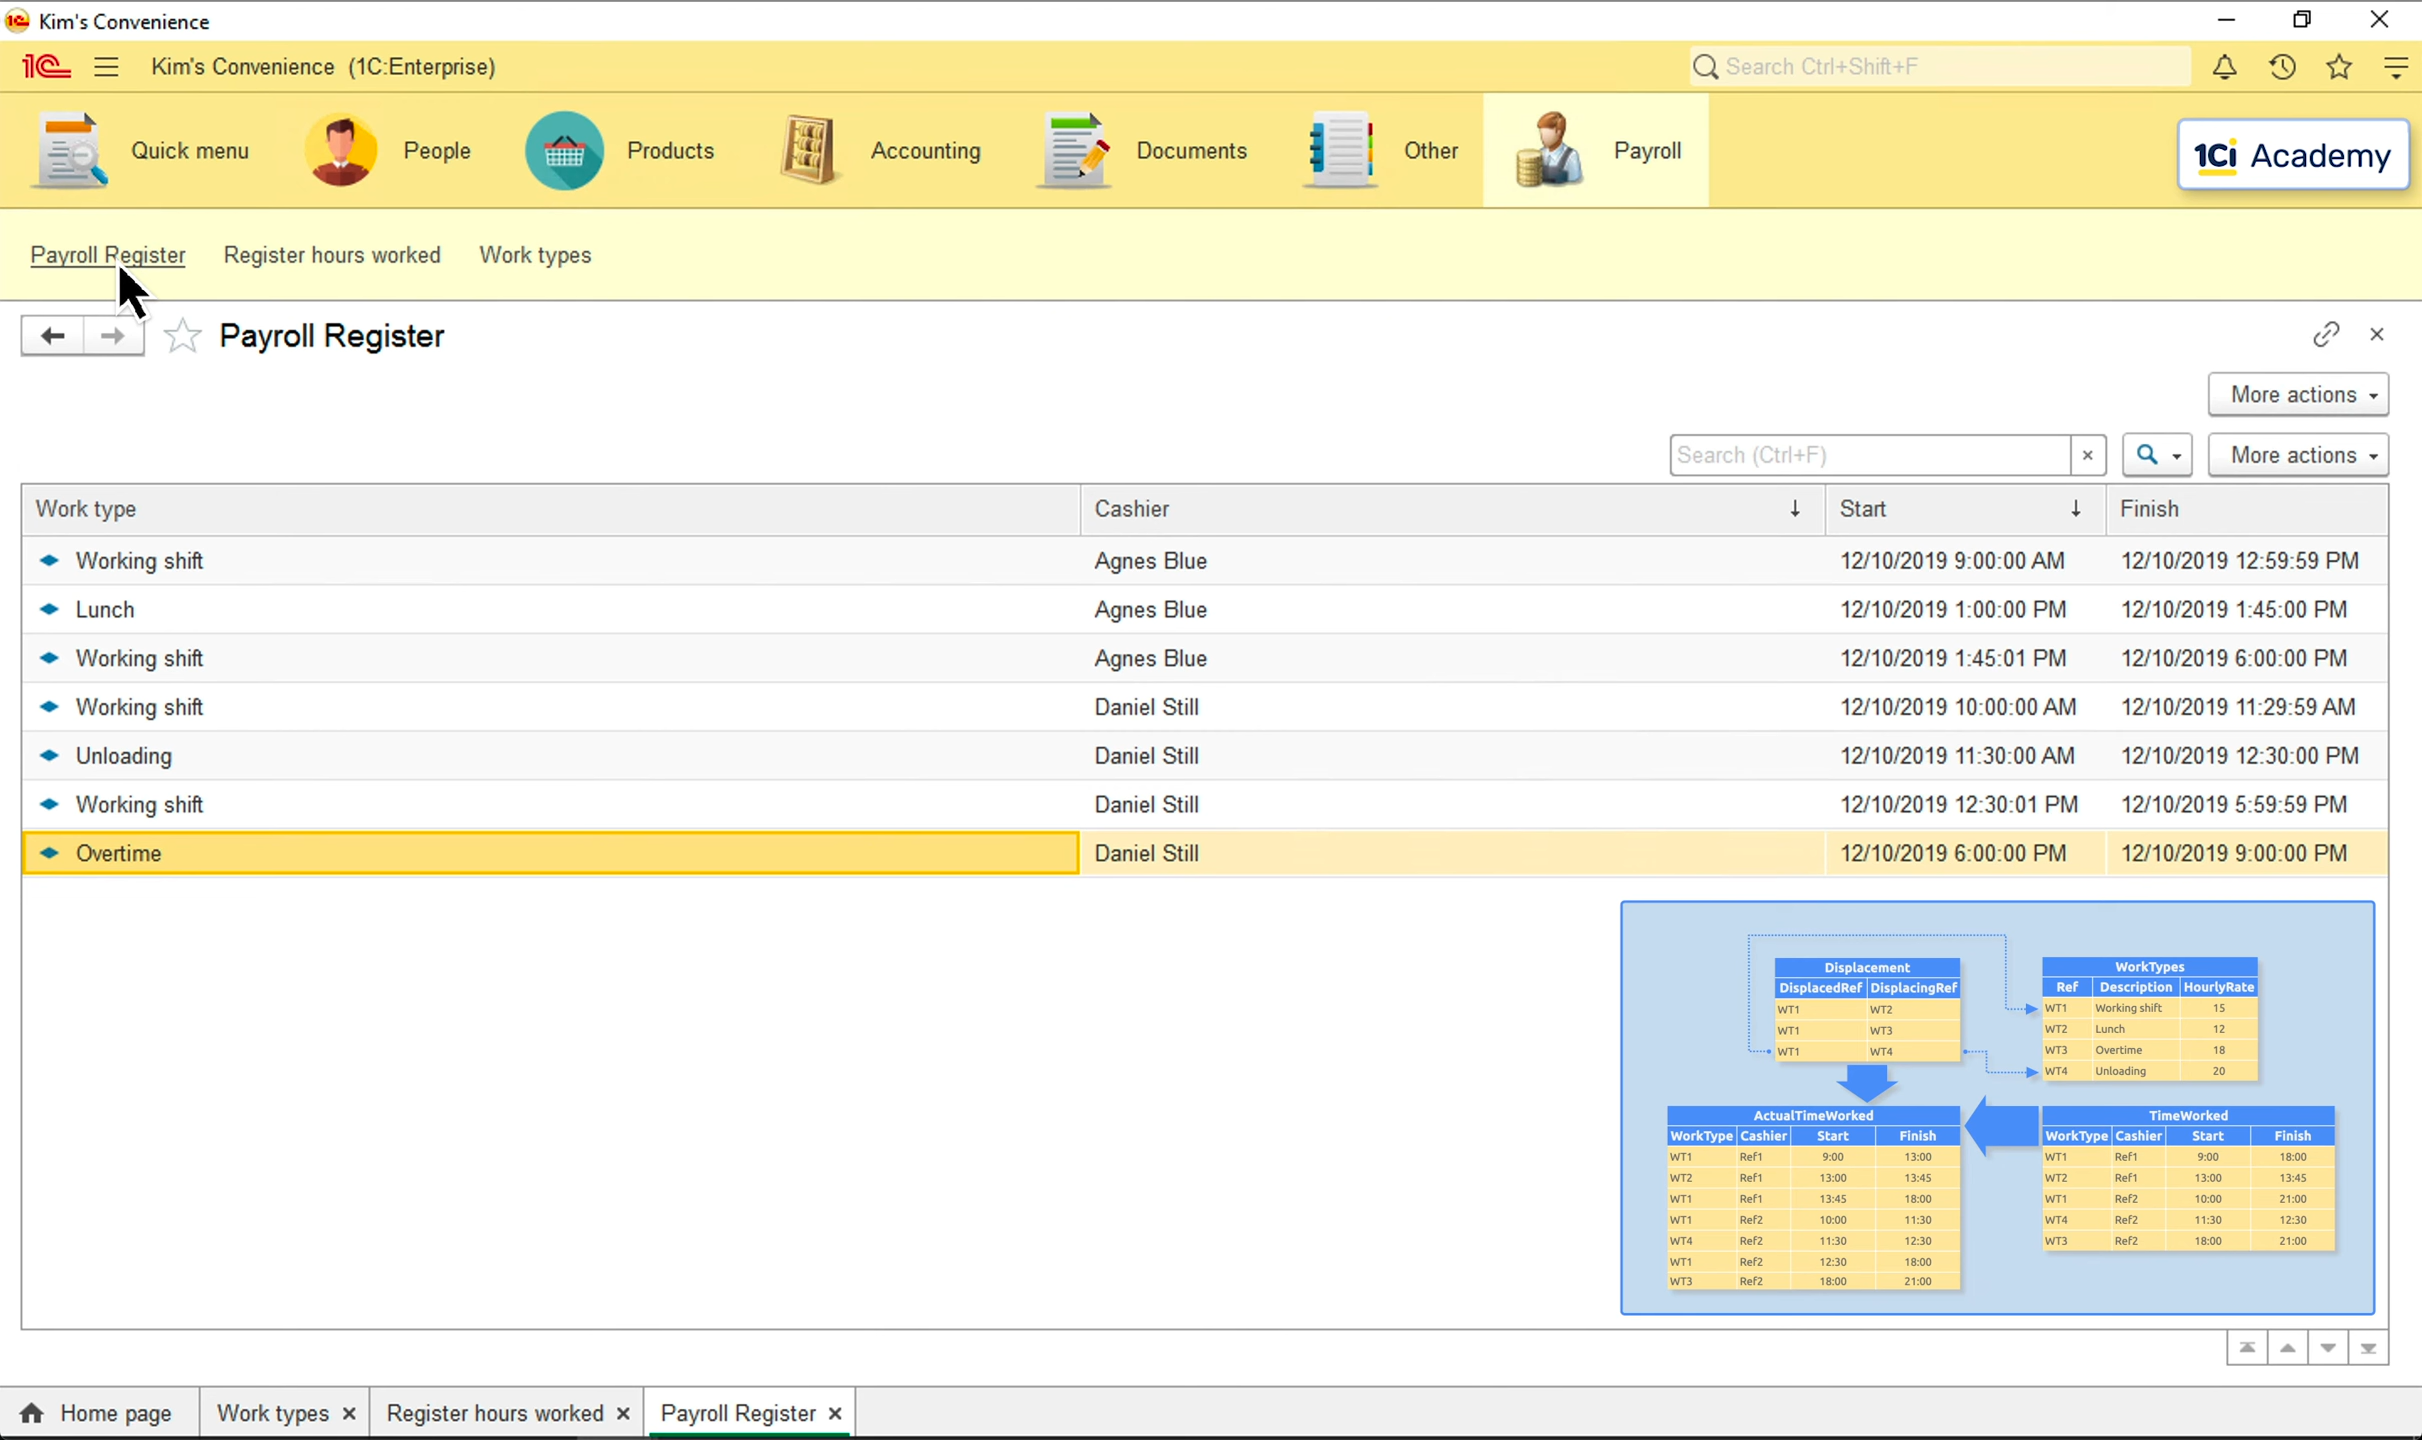 Kim's Convenience
1C Kim's Convenience (1C:Enterprise) Search Ctrl+Shift+F
Quick menu People Products Accounting Documents Other Payroll 1Ci Academy
Payroll Register Register hours worked Work types
Payroll Register
More actions
Search (Ctrl+F) × More actions
Work type Cashier ↓ Start ↓ Finish
Working shift Agnes Blue 12/10/2019 9:00:00 AM 12/10/2019 12:59:59 PM
Lunch Agnes Blue 12/10/2019 1:00:00 PM 12/10/2019 1:45:00 PM
Working shift Agnes Blue 12/10/2019 1:45:01 PM 12/10/2019 6:00:00 PM
Working shift Daniel Still 12/10/2019 10:00:00 AM 12/10/2019 11:29:59 AM
Unloading Daniel Still 12/10/2019 11:30:00 AM 12/10/2019 12:30:00 PM
Working shift Daniel Still 12/10/2019 12:30:01 PM 12/10/2019 5:59:59 PM
Overtime Daniel Still 12/10/2019 6:00:00 PM 12/10/2019 9:00:00 PM
Displacement
DisplacedRef DisplacingRef
WT1 WT2
WT1 WT3
WT1 WT4
WorkTypes
Ref Description HourlyRate
WT1 Working shift 15
WT2 Lunch 12
WT3 Overtime 18
WT4 Unloading 20
ActualTimeWorked
WorkType Cashier Start Finish
WT1 Ref1 9:00 13:00
WT2 Ref1 13:00 13:45
WT1 Ref1 13:45 18:00
WT1 Ref2 10:00 11:30
WT4 Ref2 11:30 12:30
WT1 Ref2 12:30 18:00
WT3 Ref2 18:00 21:00
TimeWorked
WorkType Cashier Start Finish
WT1 Ref1 9:00 18:00
WT2 Ref1 13:00 13:45
WT1 Ref2 10:00 21:00
WT4 Ref2 11:30 12:30
WT3 Ref2 18:00 21:00
Home page Work types × Register hours worked × Payroll Register ×